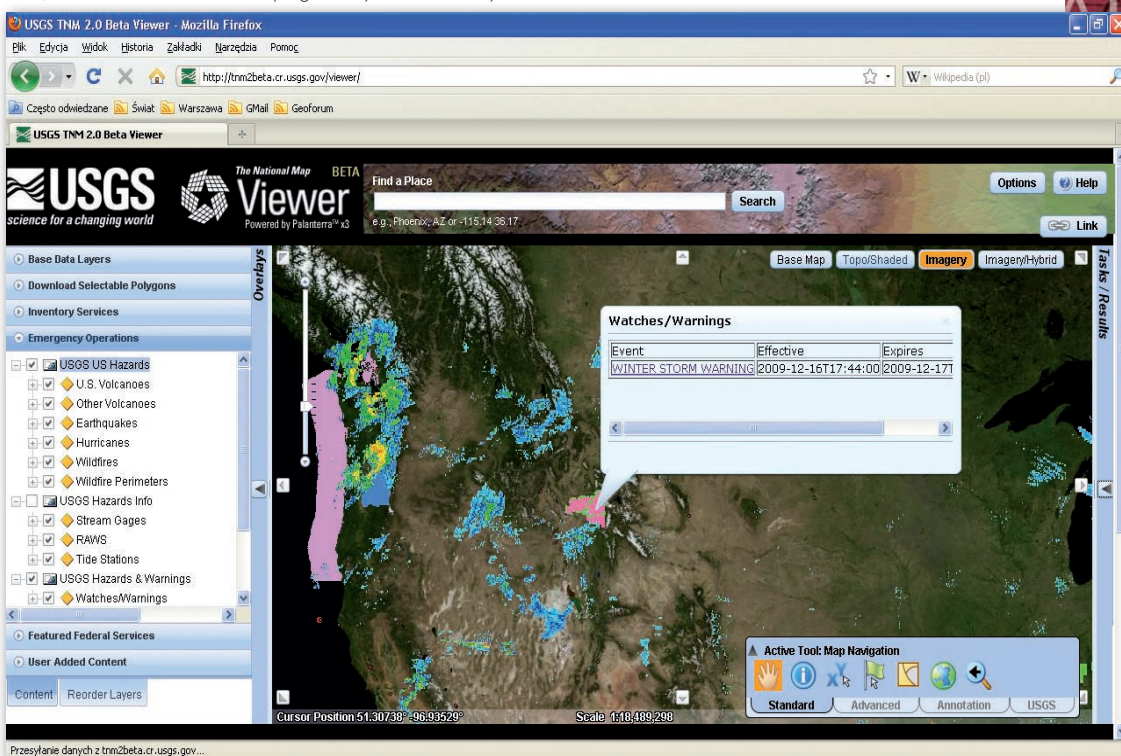 USGS TNM 2.0 Beta Viewer - Mozilla Firefox
Plik Edycja Widok Historia Zakładki Narzędzia Pomoc
http://tnm2beta.cr.usgs.gov/viewer/
W Wikipedia (pl)
Często odwiedzane Świat Warszawa GMail Geoforum
USGS TNM 2.0 Beta Viewer
USGS
science for a changing world
The National Map BETA
Viewer
Powered by Palanterra™ x3
Find a Place
Search
e.g., Phoenix, AZ or -115.14 36.17
Options Help
Link
Base Data Layers
Download Selectable Polygons
Inventory Services
Emergency Operations
USGS US Hazards
U.S. Volcanoes
Other Volcanoes
Earthquakes
Hurricanes
Wildfires
Wildfire Perimeters
USGS Hazards Info
Stream Gages
RAWS
Tide Stations
USGS Hazards & Warnings
Watches/Warnings
Featured Federal Services
User Added Content
Content Reorder Layers
Overlays
Base Map Topo/Shaded Imagery Imagery/Hybrid
Tasks / Results
Watches/Warnings
Event Effective Expires
WINTER STORM WARNING 2009-12-16T17:44:00 2009-12-17T
Active Tool: Map Navigation
Standard Advanced Annotation USGS
Cursor Position 51.30738° -96.93529°
Scale 1:18,489,298
Przesyłanie danych z tnm2beta.cr.usgs.gov...